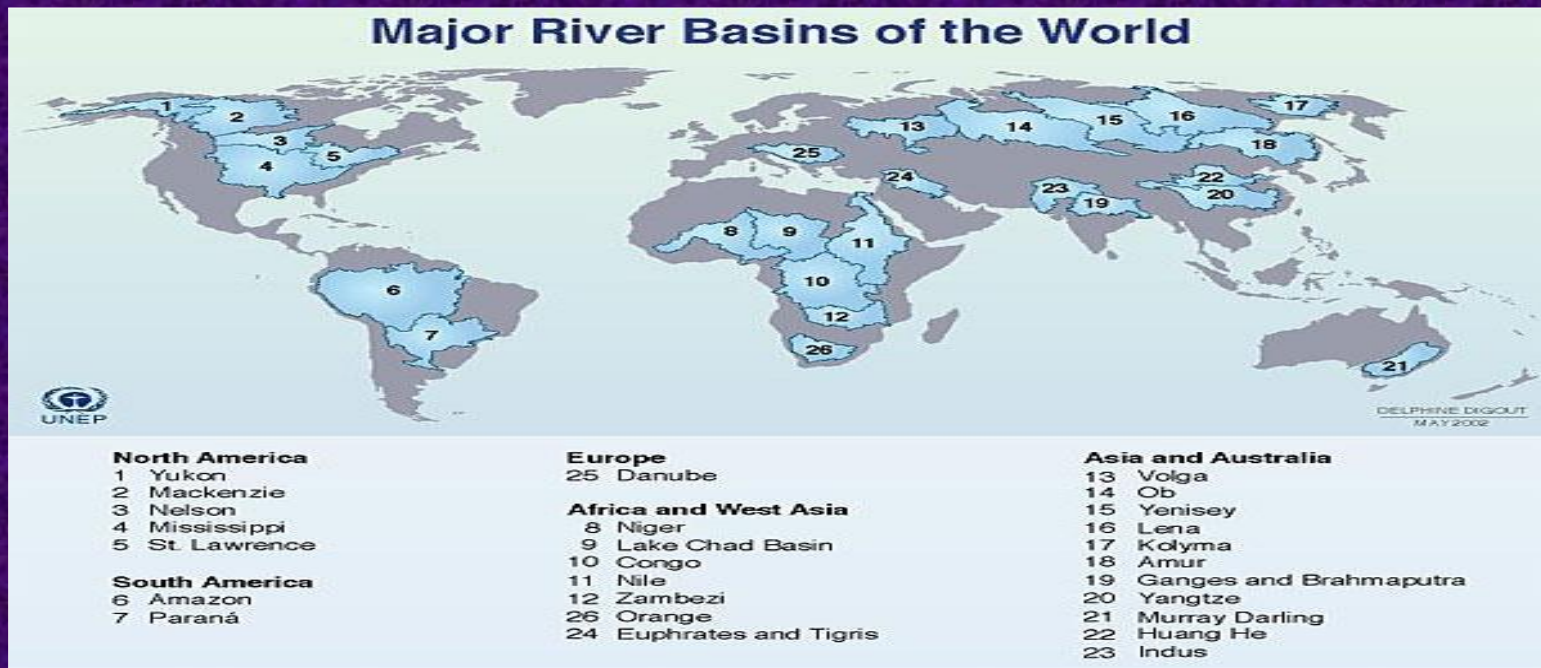 Major River Basins of the World
1
2
3
4
5
6
7
8
9
10
11
12
13
14
15
16
17
18
19
20
21
22
23
24
25
26
UNEP
DELPHINE DIGOUT
MAY 2002
North America
1 Yukon
2 Mackenzie
3 Nelson
4 Mississippi
5 St. Lawrence
South America
6 Amazon
7 Paraná
Europe
25 Danube
Africa and West Asia
8 Niger
9 Lake Chad Basin
10 Congo
11 Nile
12 Zambezi
26 Orange
24 Euphrates and Tigris
Asia and Australia
13 Volga
14 Ob
15 Yenisey
16 Lena
17 Kolyma
18 Amur
19 Ganges and Brahmaputra
20 Yangtze
21 Murray Darling
22 Huang He
23 Indus